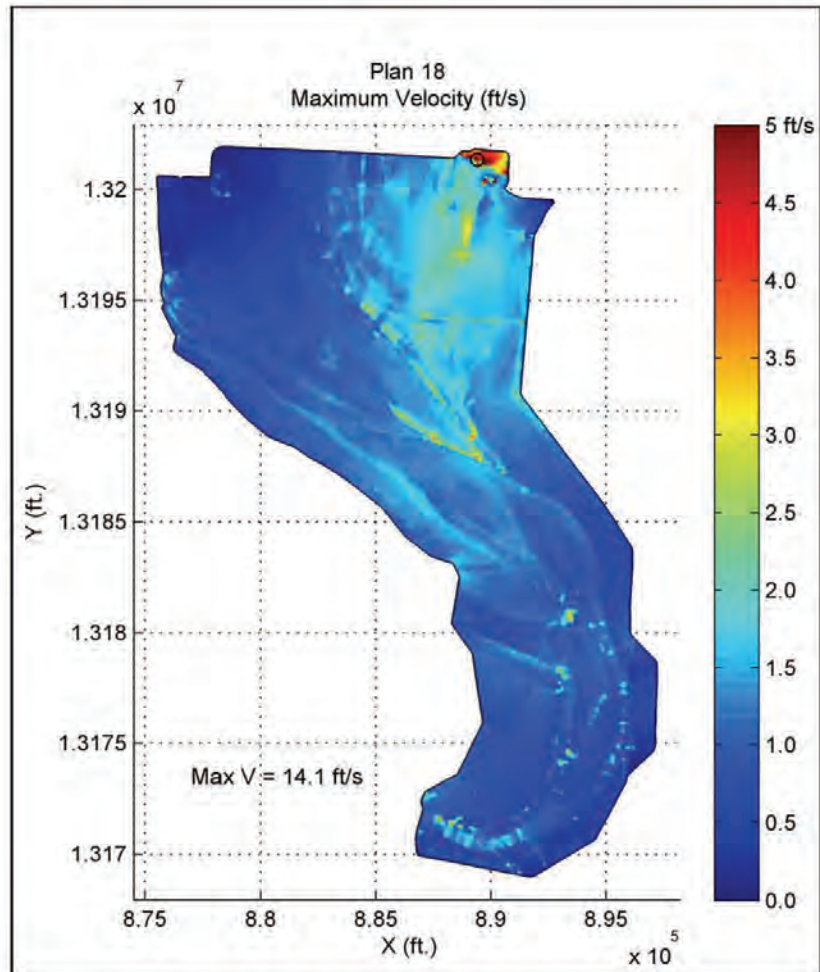 Plan 18
x 10^7
Maximum Velocity (ft/s)
5 ft/s
4.5
4.0
3.5
3.0
2.5
2.0
1.5
1.0
0.5
0.0
1.32
1.3195
1.319
1.3185
1.318
1.3175
1.317
Y (ft.)
Max V = 14.1 ft/s
8.75
8.8
8.85
8.9
8.95
X (ft.)
x 10^5